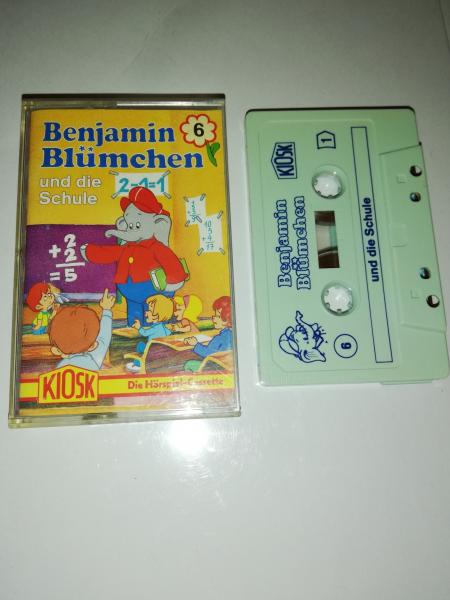 Benjamin
Blümchen
6
und die
Schule
2-1=1
2
+2
=5
KIOSK
Die Hörspiel-Cassette
KIOSK
1
Benjamin
Blümchen
und die Schule
6